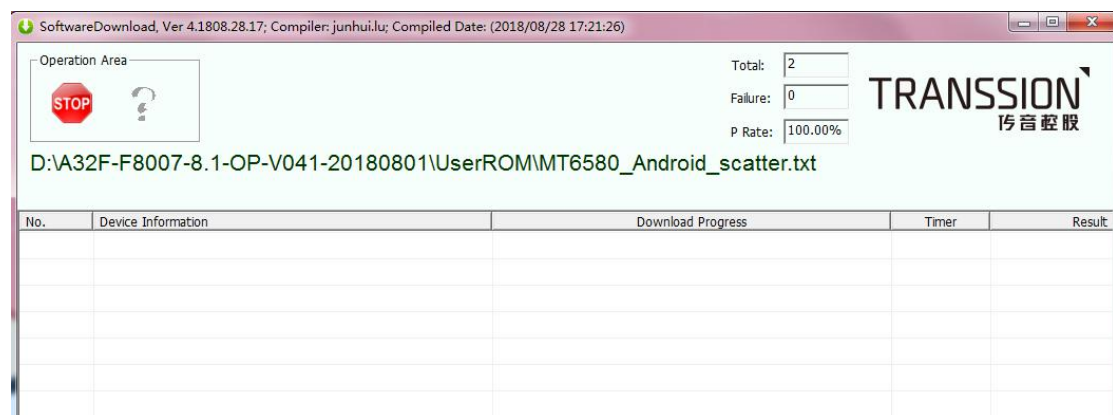 SoftwareDownload, Ver 4.1808.28.17; Compiler: junhui.lu; Compiled Date: (2018/08/28 17:21:26)
Operation Area
STOP
?
Total: 2
Failure: 0
P Rate: 100.00%
TRANSSION
传音控股
D:\A32F-F8007-8.1-OP-V041-20180801\UserROM\MT6580_Android_scatter.txt
No. Device Information Download Progress Timer Result